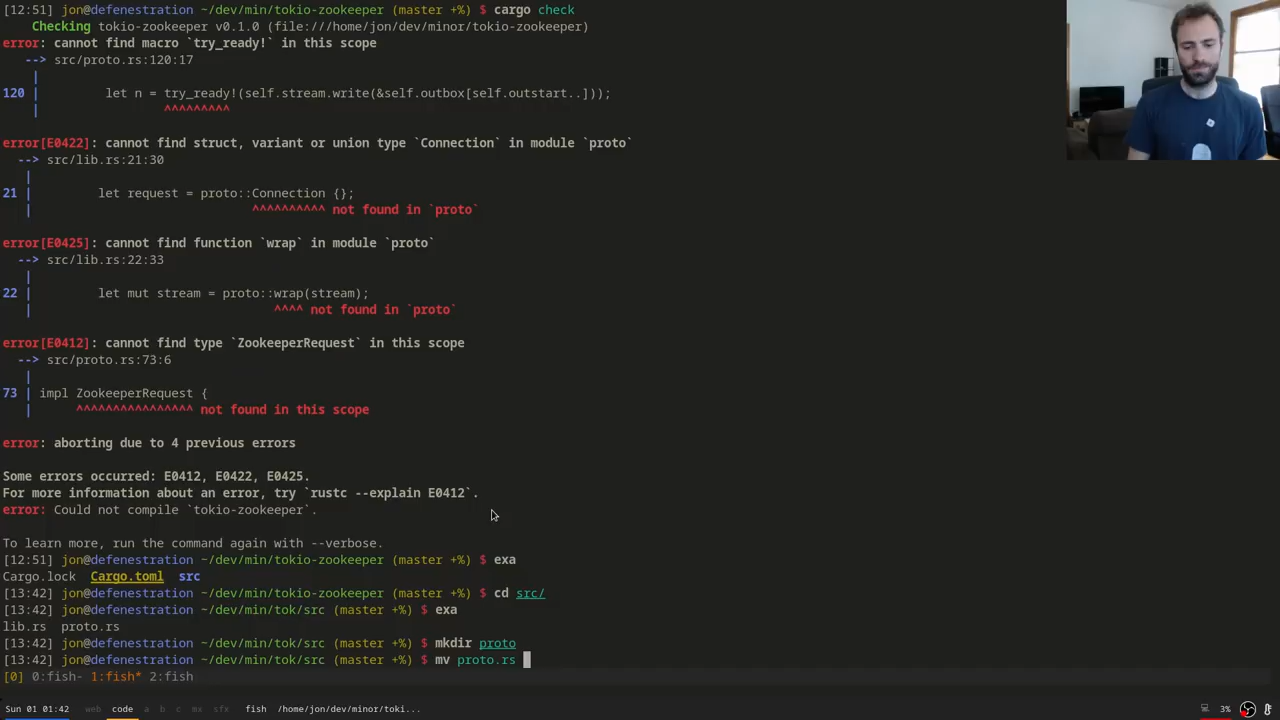 [12:51] jon@defenestration ~/dev/min/tokio-zookeeper (master +%) $ cargo check
    Checking tokio-zookeeper v0.1.0 (file:///home/jon/dev/minor/tokio-zookeeper)
error: cannot find macro `try_ready!` in this scope
   --> src/proto.rs:120:17
    |
120 |         let n = try_ready!(self.stream.write(&self.outbox[self.outstart..]));
    |                 ^^^^^^^^^
error[E0422]: cannot find struct, variant or union type `Connection` in module `proto`
  --> src/lib.rs:21:30
   |
21 |         let request = proto::Connection {};
   |                              ^^^^^^^^^^ not found in `proto`
error[E0425]: cannot find function `wrap` in module `proto`
  --> src/lib.rs:22:33
   |
22 |         let mut stream = proto::wrap(stream);
   |                                 ^^^^ not found in `proto`
error[E0412]: cannot find type `ZookeeperRequest` in this scope
  --> src/proto.rs:73:6
   |
73 | impl ZookeeperRequest {
   |      ^^^^^^^^^^^^^^^^ not found in this scope
error: aborting due to 4 previous errors
Some errors occurred: E0412, E0422, E0425.
For more information about an error, try `rustc --explain E0412`.
error: Could not compile `tokio-zookeeper`.
To learn more, run the command again with --verbose.
[12:51] jon@defenestration ~/dev/min/tokio-zookeeper (master +%) $ exa
Cargo.lock  Cargo.toml  src
[13:42] jon@defenestration ~/dev/min/tokio-zookeeper (master +%) $ cd src/
[13:42] jon@defenestration ~/dev/min/tok/src (master +%) $ exa
lib.rs  proto.rs
[13:42] jon@defenestration ~/dev/min/tok/src (master +%) $ mkdir proto
[13:42] jon@defenestration ~/dev/min/tok/src (master +%) $ mv proto.rs
[0] 0:fish- 1:fish* 2:fish
Sun 01 01:42 web code a b c ms sfx fish /home/jon/dev/minor/toki... 3%